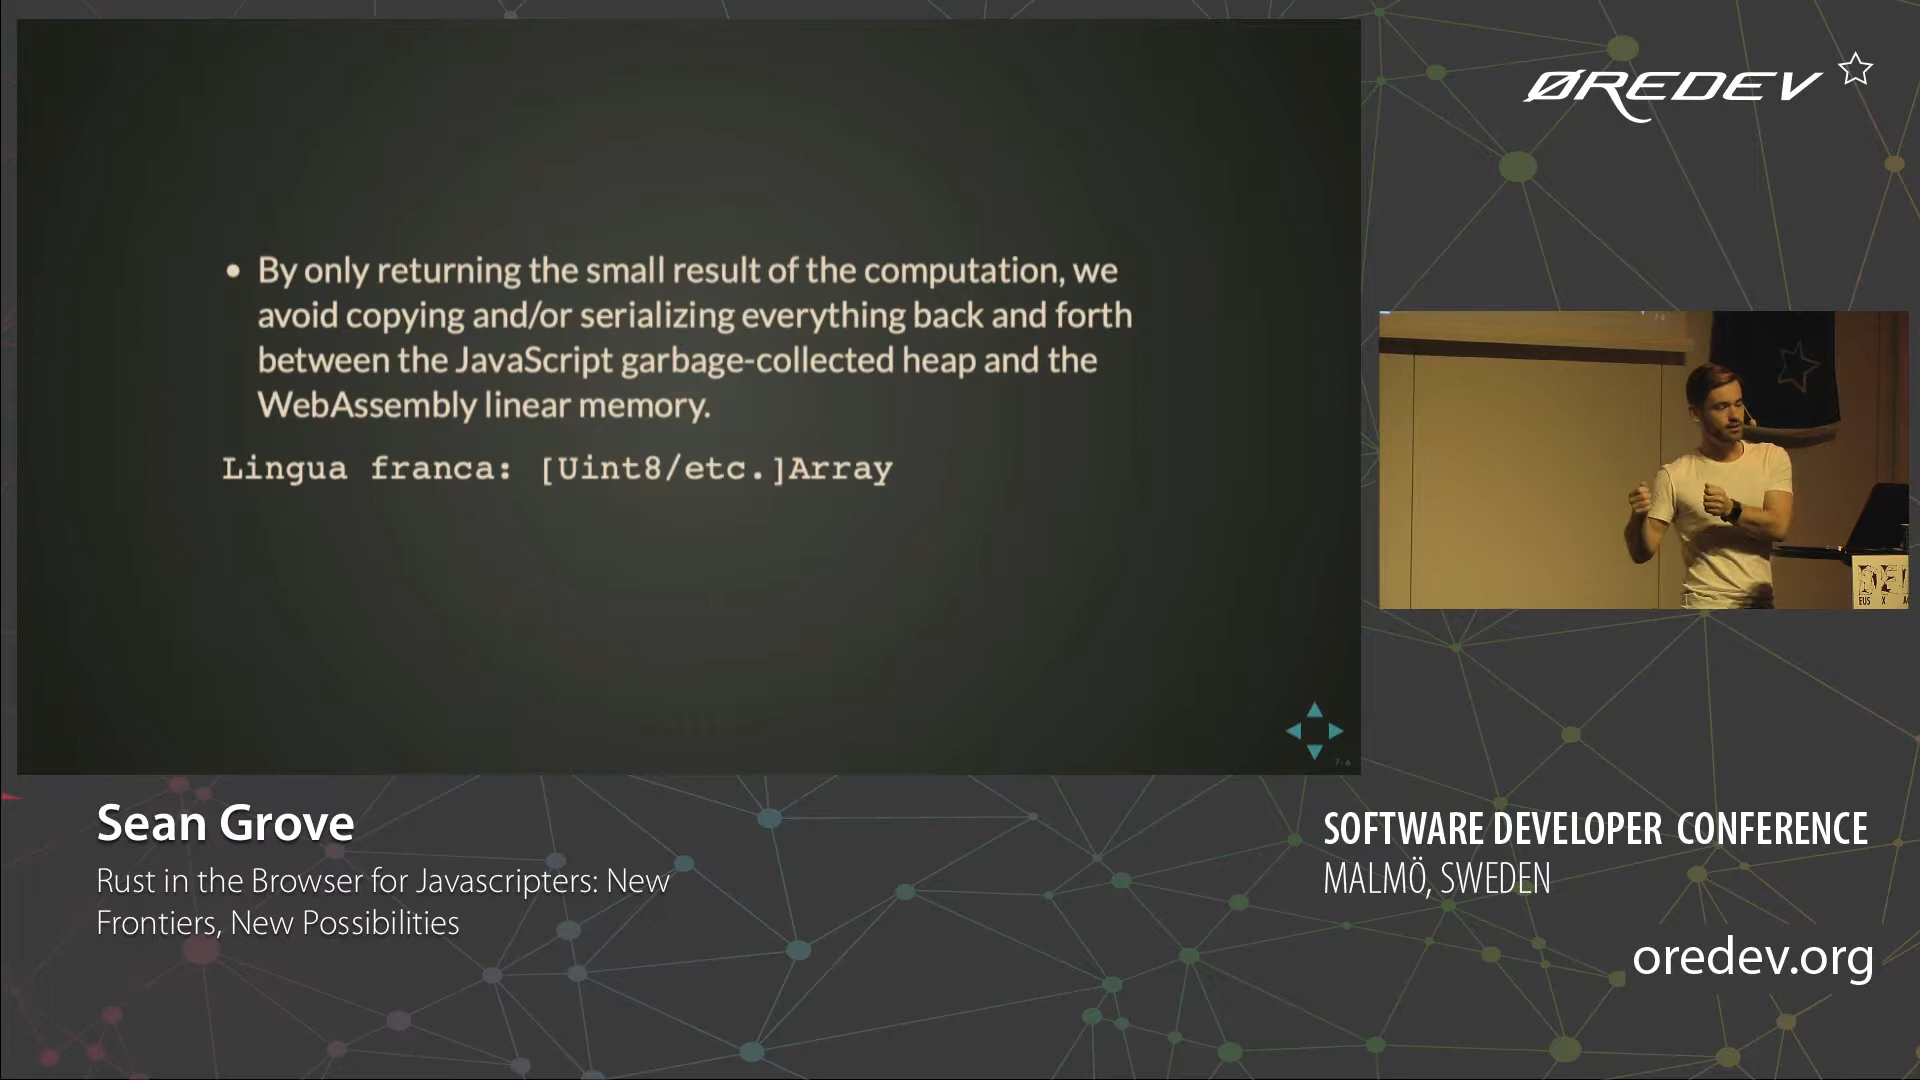 ØREDEV
• By only returning the small result of the computation, we
avoid copying and/or serializing everything back and forth
between the JavaScript garbage-collected heap and the
WebAssembly linear memory.
Lingua franca: [Uint8/etc.]Array
7-6
Sean Grove
Rust in the Browser for Javascripters: New
Frontiers, New Possibilities
SOFTWARE DEVELOPER CONFERENCE
MALMÖ, SWEDEN
oredev.org